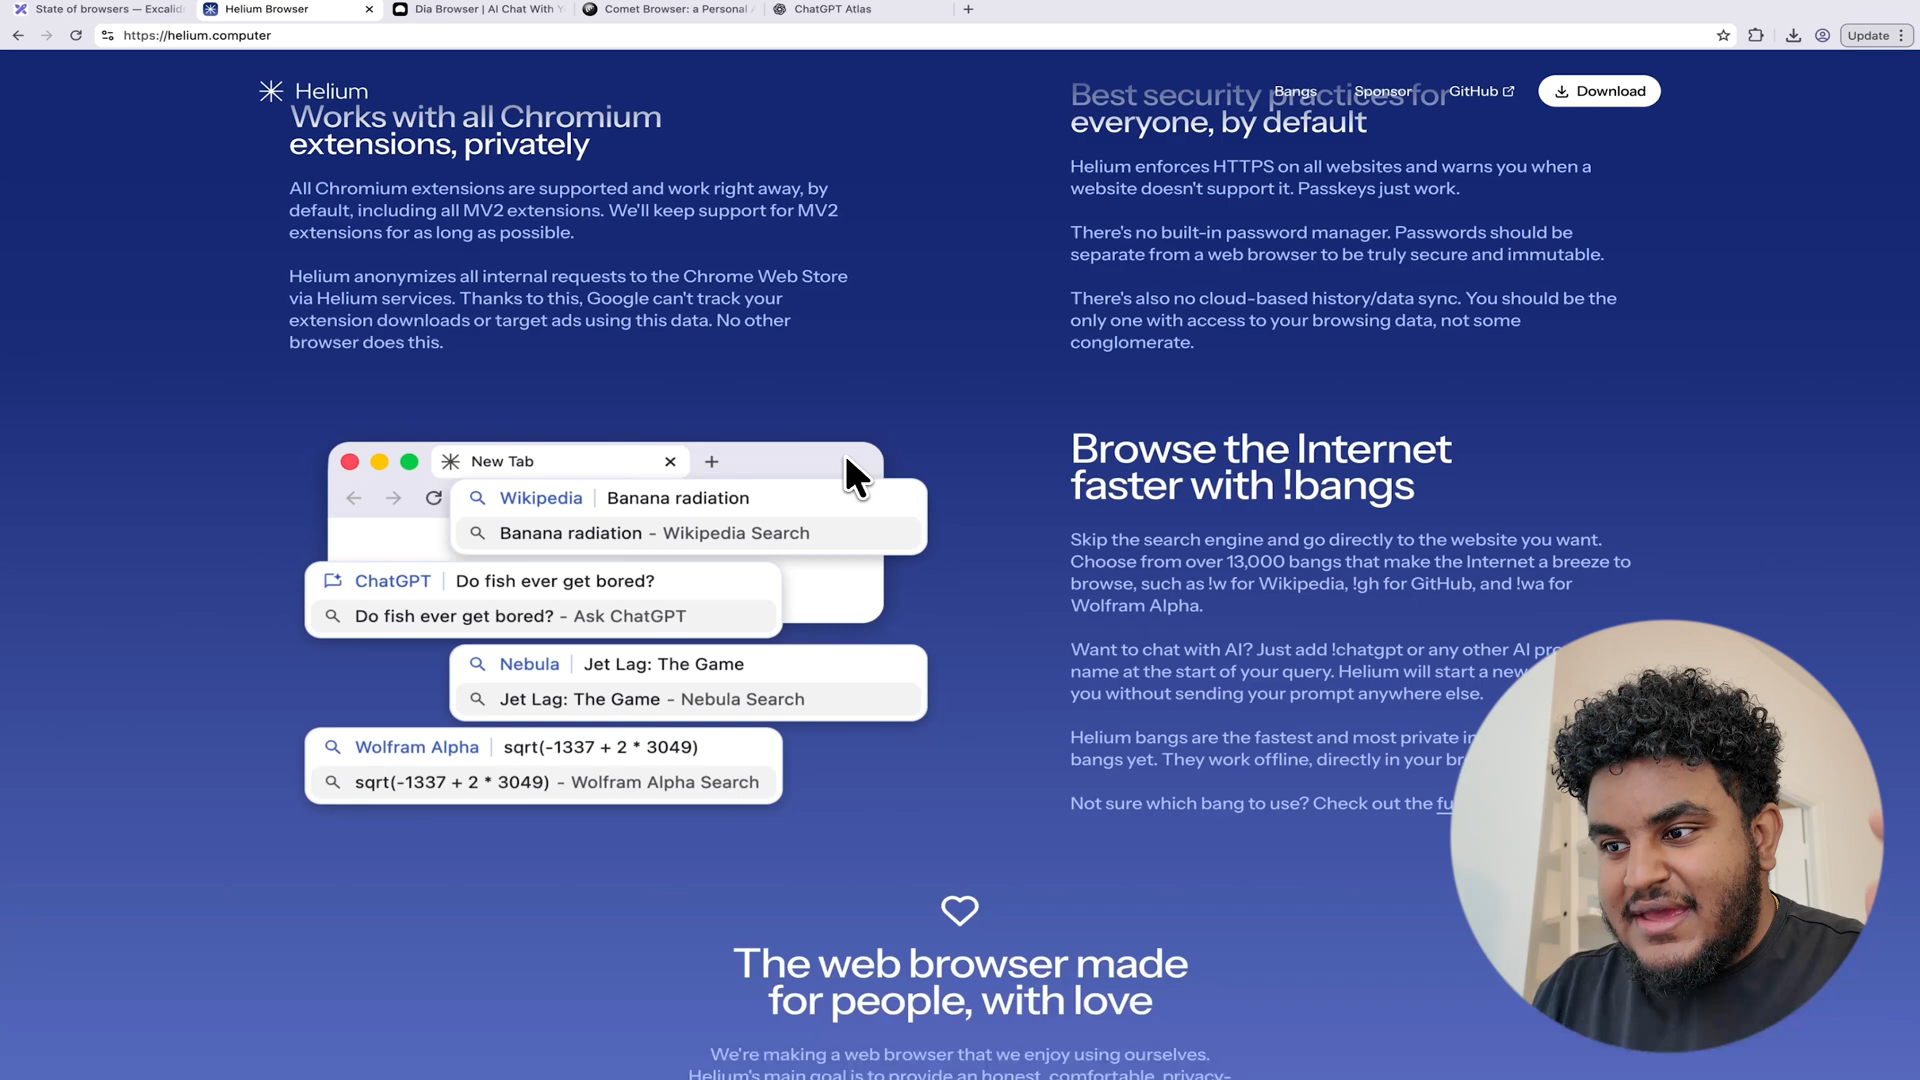 State of browsers — Excalid
Helium Browser
Dia Browser | AI Chat With Y
Comet Browser: a Personal
ChatGPT Atlas
https://helium.computer
Update
Helium
Bangs
Sponsor
GitHub
Download
Works with all Chromium
extensions, privately
All Chromium extensions are supported and work right away, by
default, including all MV2 extensions. We'll keep support for MV2
extensions for as long as possible.
Helium anonymizes all internal requests to the Chrome Web Store
via Helium services. Thanks to this, Google can't track your
extension downloads or target ads using this data. No other
browser does this.
Best security practices for
everyone, by default
Helium enforces HTTPS on all websites and warns you when a
website doesn't support it. Passkeys just work.
There's no built-in password manager. Passwords should be
separate from a web browser to be truly secure and immutable.
There's also no cloud-based history/data sync. You should be the
only one with access to your browsing data, not some
conglomerate.
New Tab
Wikipedia | Banana radiation
Banana radiation - Wikipedia Search
ChatGPT | Do fish ever get bored?
Do fish ever get bored? - Ask ChatGPT
Nebula | Jet Lag: The Game
Jet Lag: The Game - Nebula Search
Wolfram Alpha | sqrt(-1337 + 2 * 3049)
sqrt(-1337 + 2 * 3049) - Wolfram Alpha Search
Browse the Internet
faster with !bangs
Skip the search engine and go directly to the website you want.
Choose from over 13,000 bangs that make the Internet a breeze to
browse, such as !w for Wikipedia, !gh for GitHub, and !wa for
Wolfram Alpha.
Want to chat with AI? Just add !chatgpt or any other AI pro
name at the start of your query. Helium will start a new
you without sending your prompt anywhere else.
Helium bangs are the fastest and most private im
bangs yet. They work offline, directly in your br
Not sure which bang to use? Check out the fu
The web browser made
for people, with love
We're making a web browser that we enjoy using ourselves.
Helium's main goal is to provide an honest, comfortable, privacy-